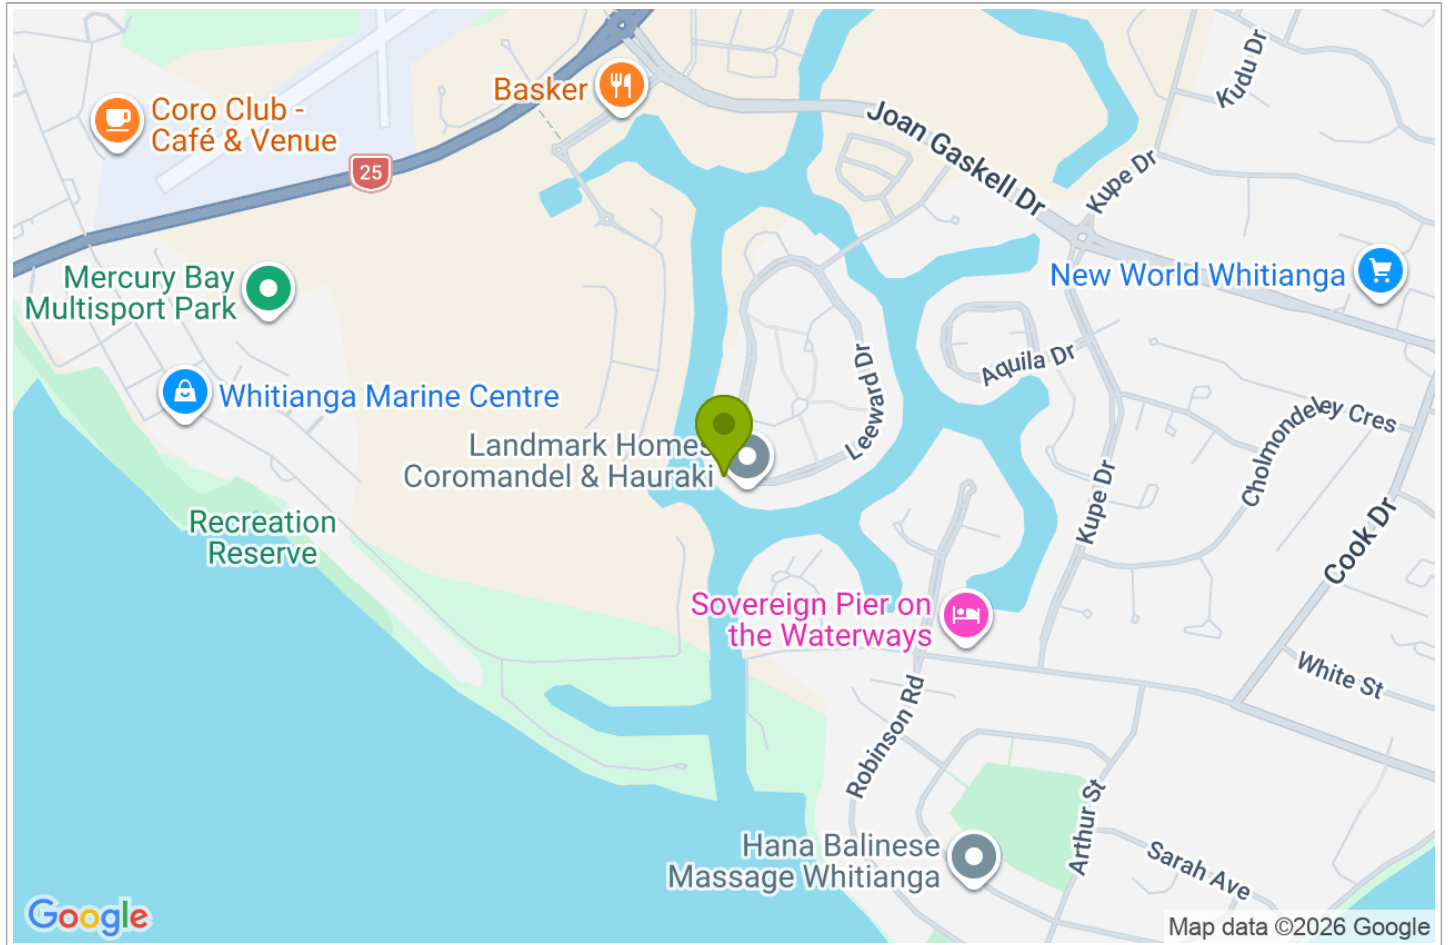 Kudu Dr
Basker
Coro Club -
Café & Venue
Joan Gaskell Dr
25
Kupe Dr
Mercury Bay
Multisport Park
New World Whitianga
Aquila Dr
Leeward Dr
Whitianga Marine Centre
Cholmondeley Cres
Landmark Homes
Coromandel & Hauraki
Kupe Dr
Cook Dr
Recreation
Reserve
Sovereign Pier on
the Waterways
White St
Robinson Rd
Arthur St
Hana Balinese
Massage Whitianga
Sarah Ave
Google
Map data ©2026 Google